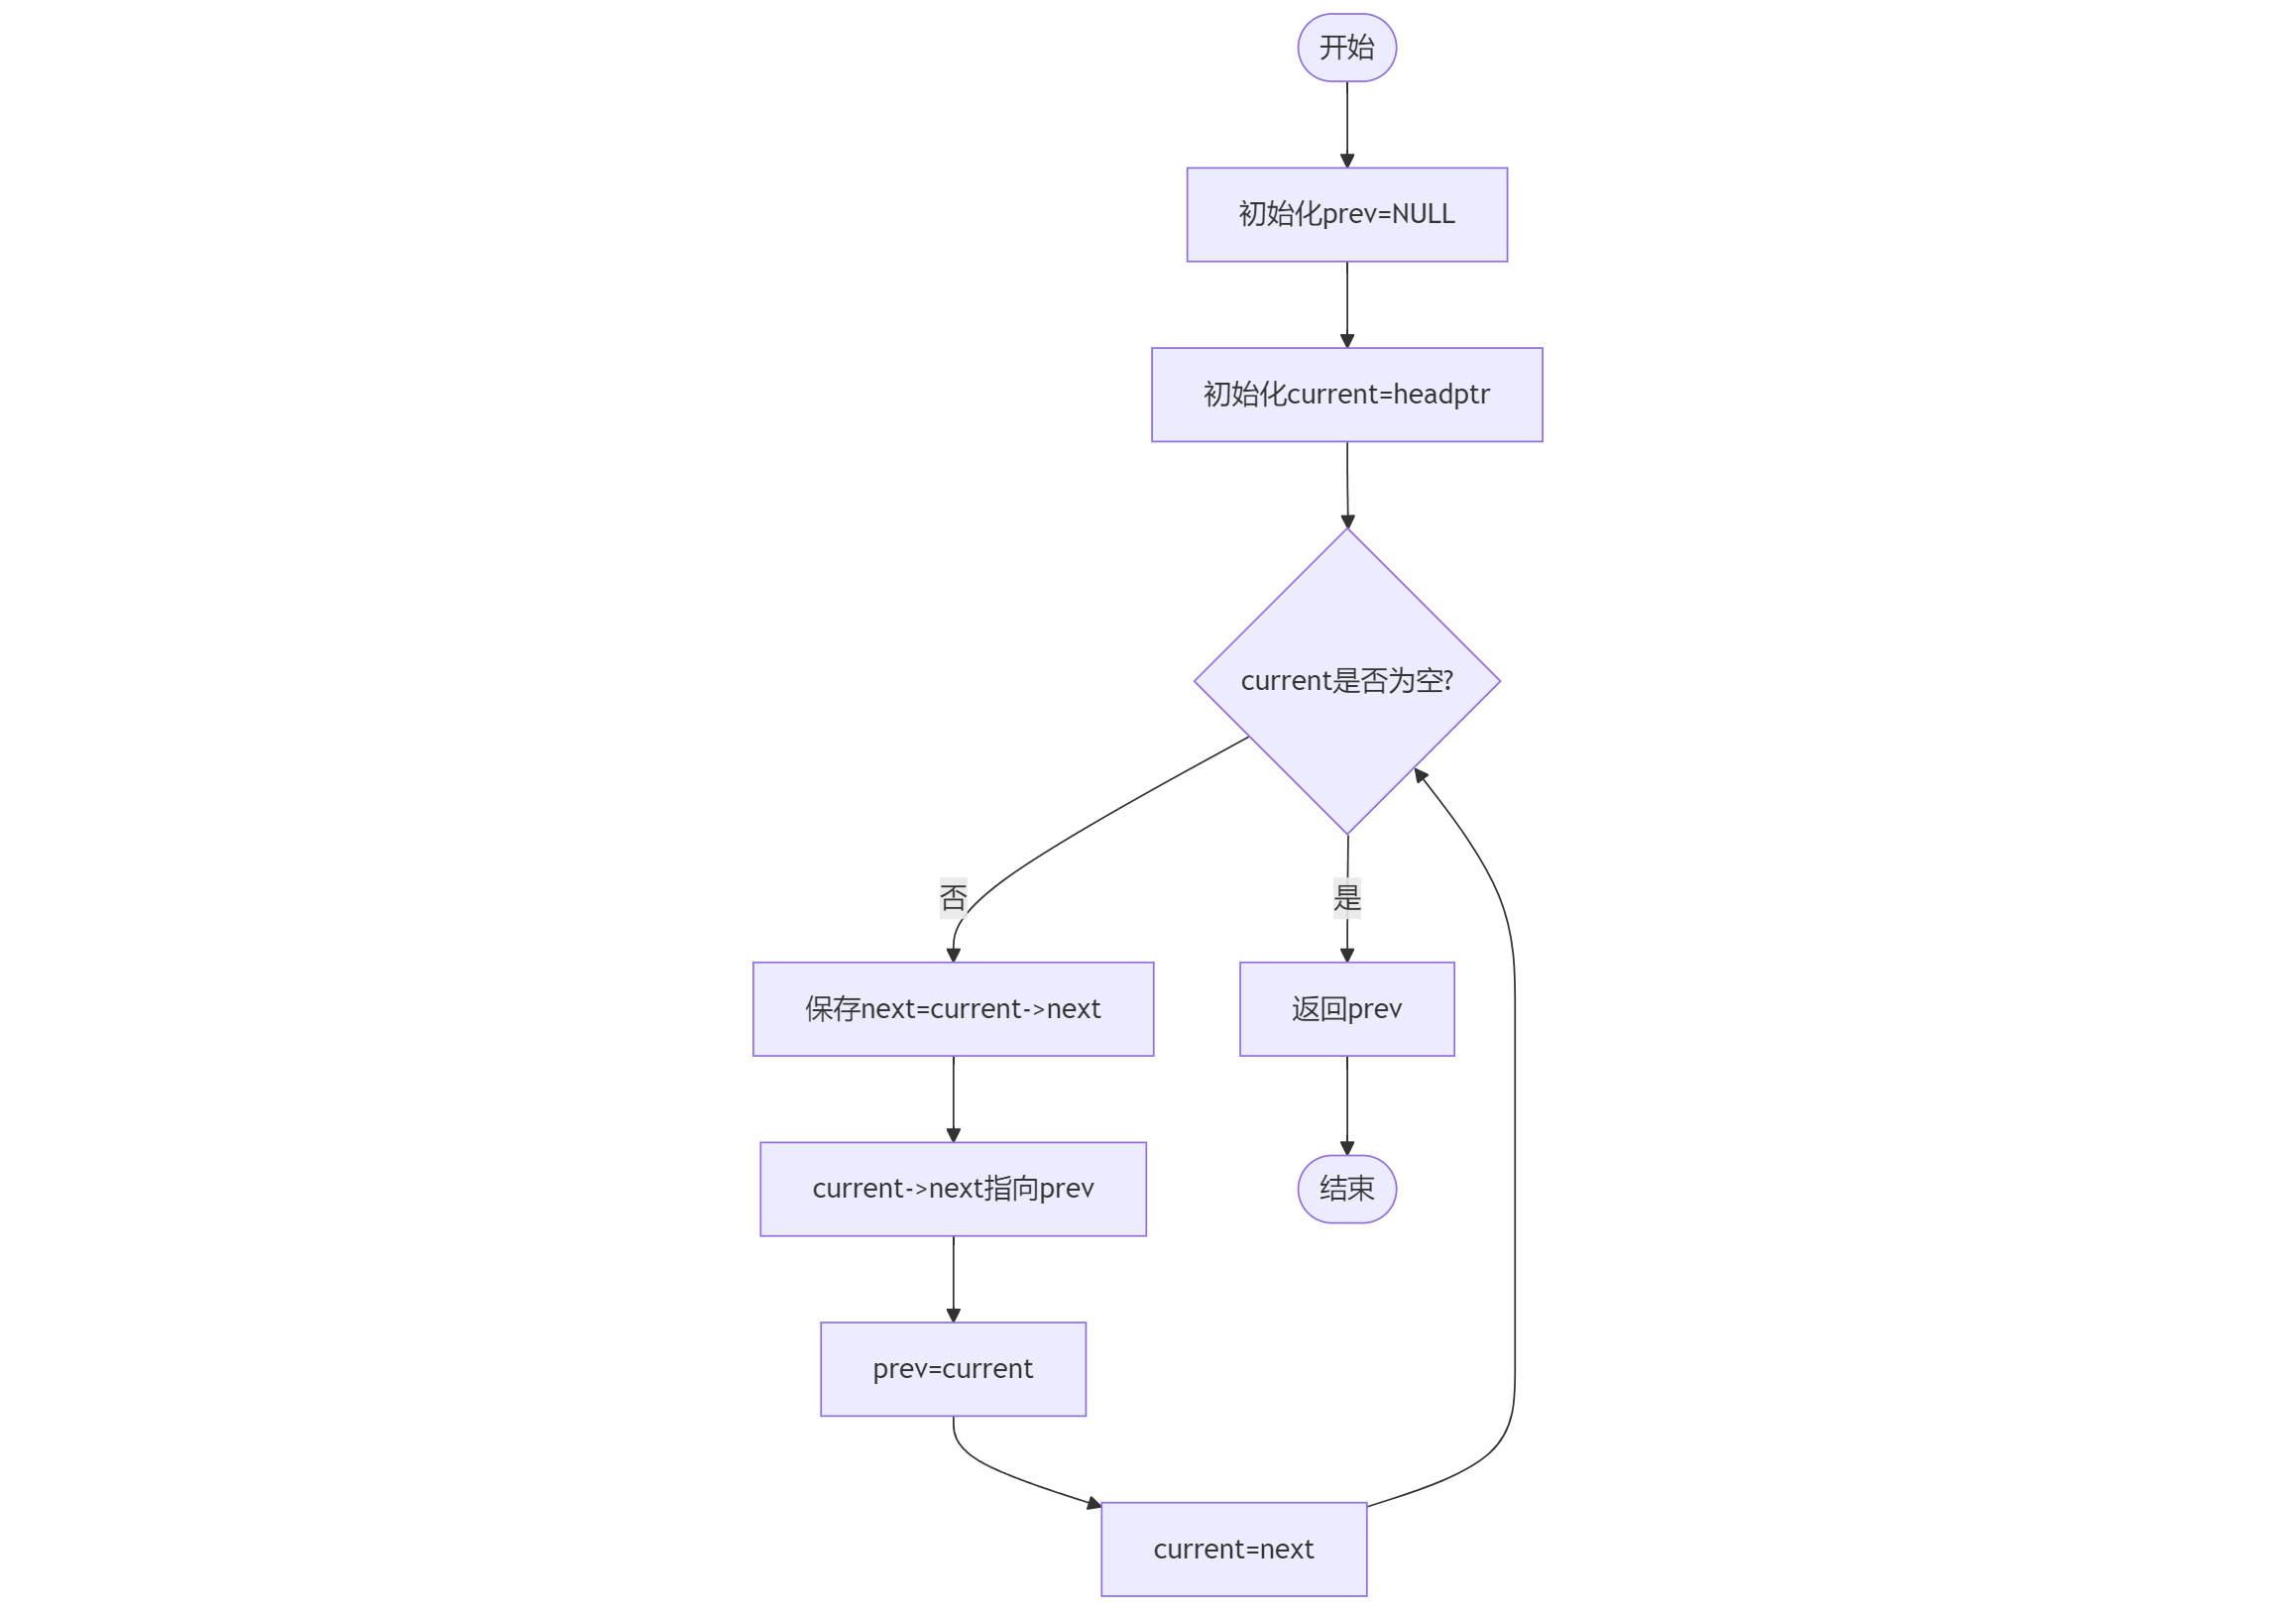 开始
初始化prev=NULL
初始化current=headptr
current是否为空?
否
是
保存next=current->next
返回prev
current->next指向prev
结束
prev=current
current=next